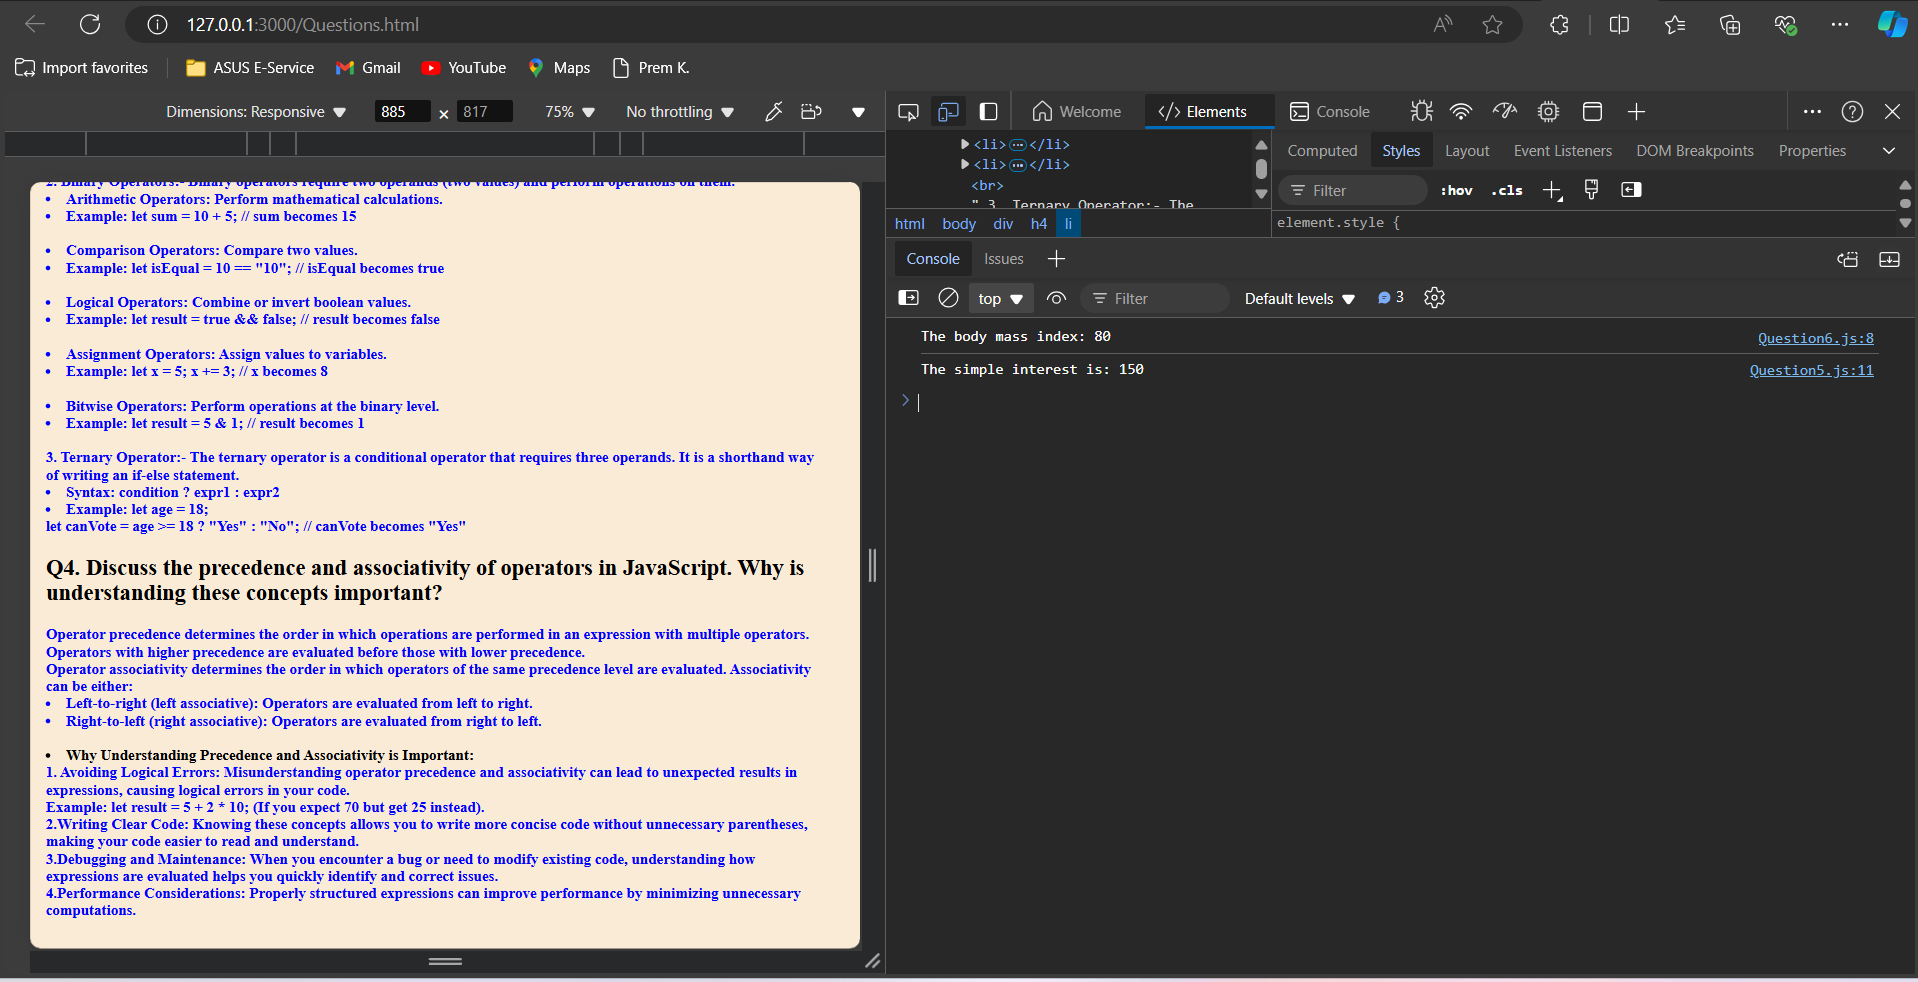 127.0.0.1:3000/Questions.html
Import favorites
ASUS E-Service
Gmail
YouTube
Maps
Prem K.
Dimensions: Responsive
885 × 817
75%
No throttling
2. Binary Operators:- Binary operators require two operands (two values) and perform operations on them.
• Arithmetic Operators: Perform mathematical calculations.
• Example: let sum = 10 + 5; // sum becomes 15
• Comparison Operators: Compare two values.
• Example: let isEqual = 10 == "10"; // isEqual becomes true
• Logical Operators: Combine or invert boolean values.
• Example: let result = true && false; // result becomes false
• Assignment Operators: Assign values to variables.
• Example: let x = 5; x += 3; // x becomes 8
• Bitwise Operators: Perform operations at the binary level.
• Example: let result = 5 & 1; // result becomes 1
3. Ternary Operator:- The ternary operator is a conditional operator that requires three operands. It is a shorthand way
of writing an if-else statement.
• Syntax: condition ? expr1 : expr2
• Example: let age = 18;
let canVote = age >= 18 ? "Yes" : "No"; // canVote becomes "Yes"
Q4. Discuss the precedence and associativity of operators in JavaScript. Why is
understanding these concepts important?
Operator precedence determines the order in which operations are performed in an expression with multiple operators.
Operators with higher precedence are evaluated before those with lower precedence.
Operator associativity determines the order in which operators of the same precedence level are evaluated. Associativity
can be either:
• Left-to-right (left associative): Operators are evaluated from left to right.
• Right-to-left (right associative): Operators are evaluated from right to left.
• Why Understanding Precedence and Associativity is Important:
1. Avoiding Logical Errors: Misunderstanding operator precedence and associativity can lead to unexpected results in
expressions, causing logical errors in your code.
Example: let result = 5 + 2 * 10; (If you expect 70 but get 25 instead).
2.Writing Clear Code: Knowing these concepts allows you to write more concise code without unnecessary parentheses,
making your code easier to read and understand.
3.Debugging and Maintenance: When you encounter a bug or need to modify existing code, understanding how
expressions are evaluated helps you quickly identify and correct issues.
4.Performance Considerations: Properly structured expressions can improve performance by minimizing unnecessary
computations.
Welcome
</> Elements
Console
<li>…</li>
<li>…</li>
<br>
" 3. Ternary Operator:- The
html body div h4 li
Computed Styles Layout Event Listeners DOM Breakpoints Properties
Filter
:hov .cls
element.style {
Console Issues
top
Filter
Default levels
3
The body mass index: 80 Question6.js:8
The simple interest is: 150 Question5.js:11